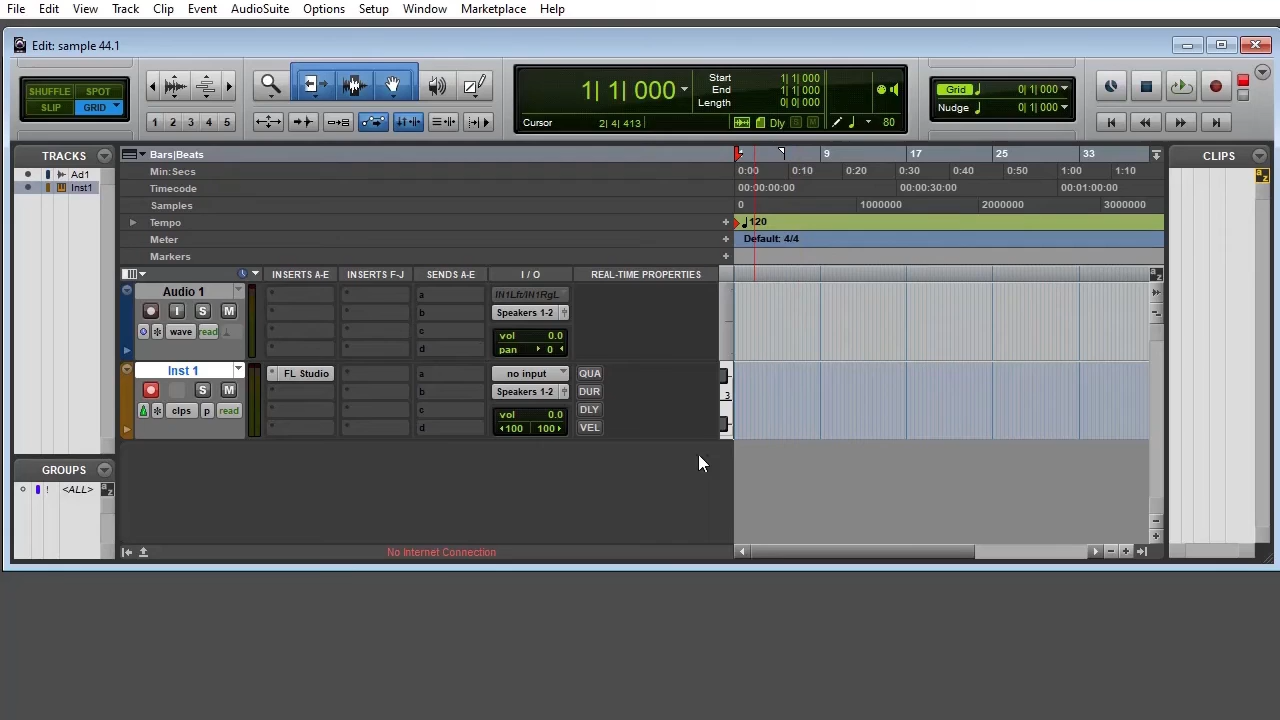 File Edit View Track Clip Event AudioSuite Options Setup Window Marketplace Help
Edit: sample 44.1
SHUFFLE SPOT
SLIP GRID
1 2 3 4 5
1| 1| 000
Start 1| 1| 000
End 1| 1| 000
Length 0| 0| 000
Cursor 2| 4| 413 Dly S M 80
Grid 0| 1| 000
Nudge 0| 1| 000
TRACKS
Ad1
Inst1
GROUPS
! <ALL>
Bars|Beats 9 17 25 33
Min:Secs 0:00 0:10 0:20 0:30 0:40 0:50 1:00 1:10
Timecode 00:00:00:00 00:00:30:00 00:01:00:00
Samples 0 1000000 2000000 3000000
Tempo + 120
Meter + Default: 4/4
Markers +
INSERTS A-E INSERTS F-J SENDS A-E I / O REAL-TIME PROPERTIES
Audio 1
I S M
wave read
a
b
c
d
IN1Lft/IN1RgL
Speakers 1-2
vol 0.0
pan 0
Inst 1
S M
clps p read
FL Studio
a
b
c
d
no input
Speakers 1-2
vol 0.0
100 100
QUA
DUR
DLY
VEL
3
No Internet Connection
CLIPS